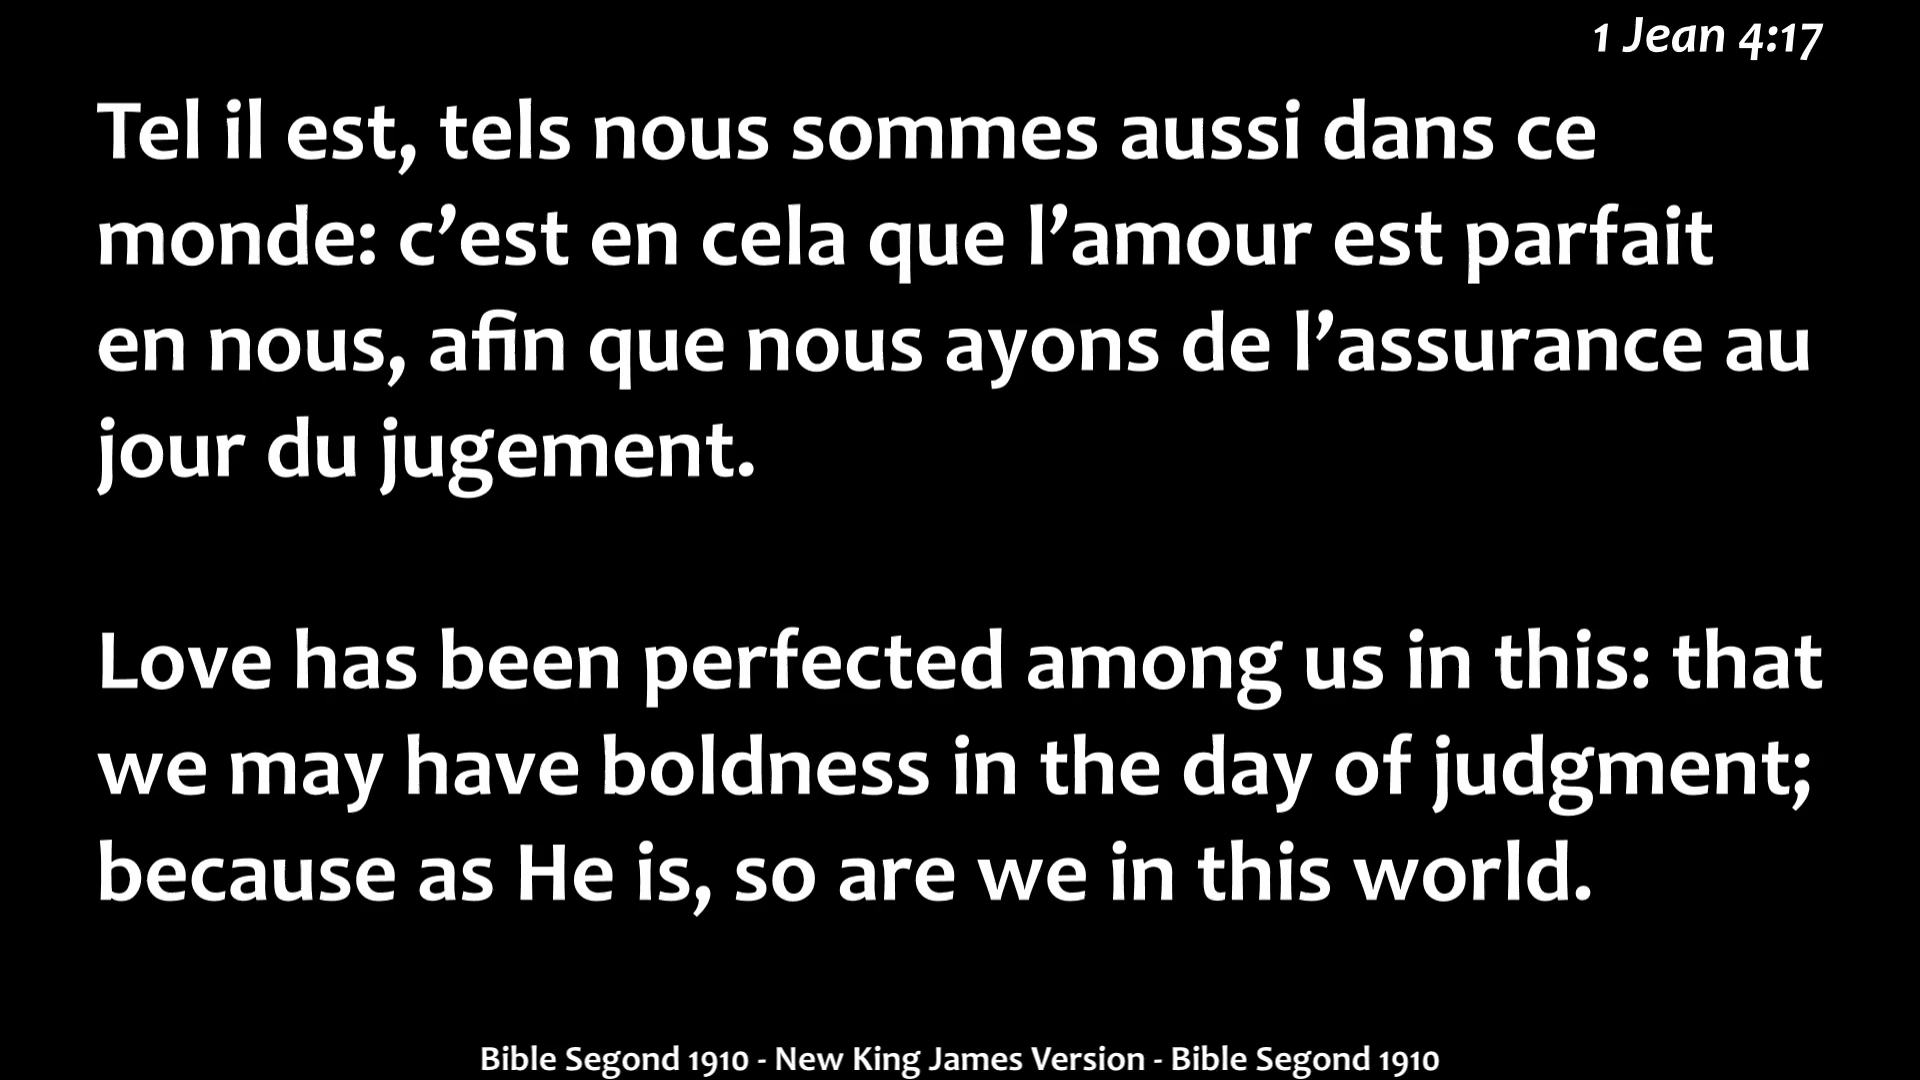 1 Jean 4:17
Tel il est, tels nous sommes aussi dans ce
monde: c’est en cela que l’amour est parfait
en nous, afin que nous ayons de l’assurance au
jour du jugement.
Love has been perfected among us in this: that
we may have boldness in the day of judgment;
because as He is, so are we in this world.
Bible Segond 1910 - New King James Version - Bible Segond 1910